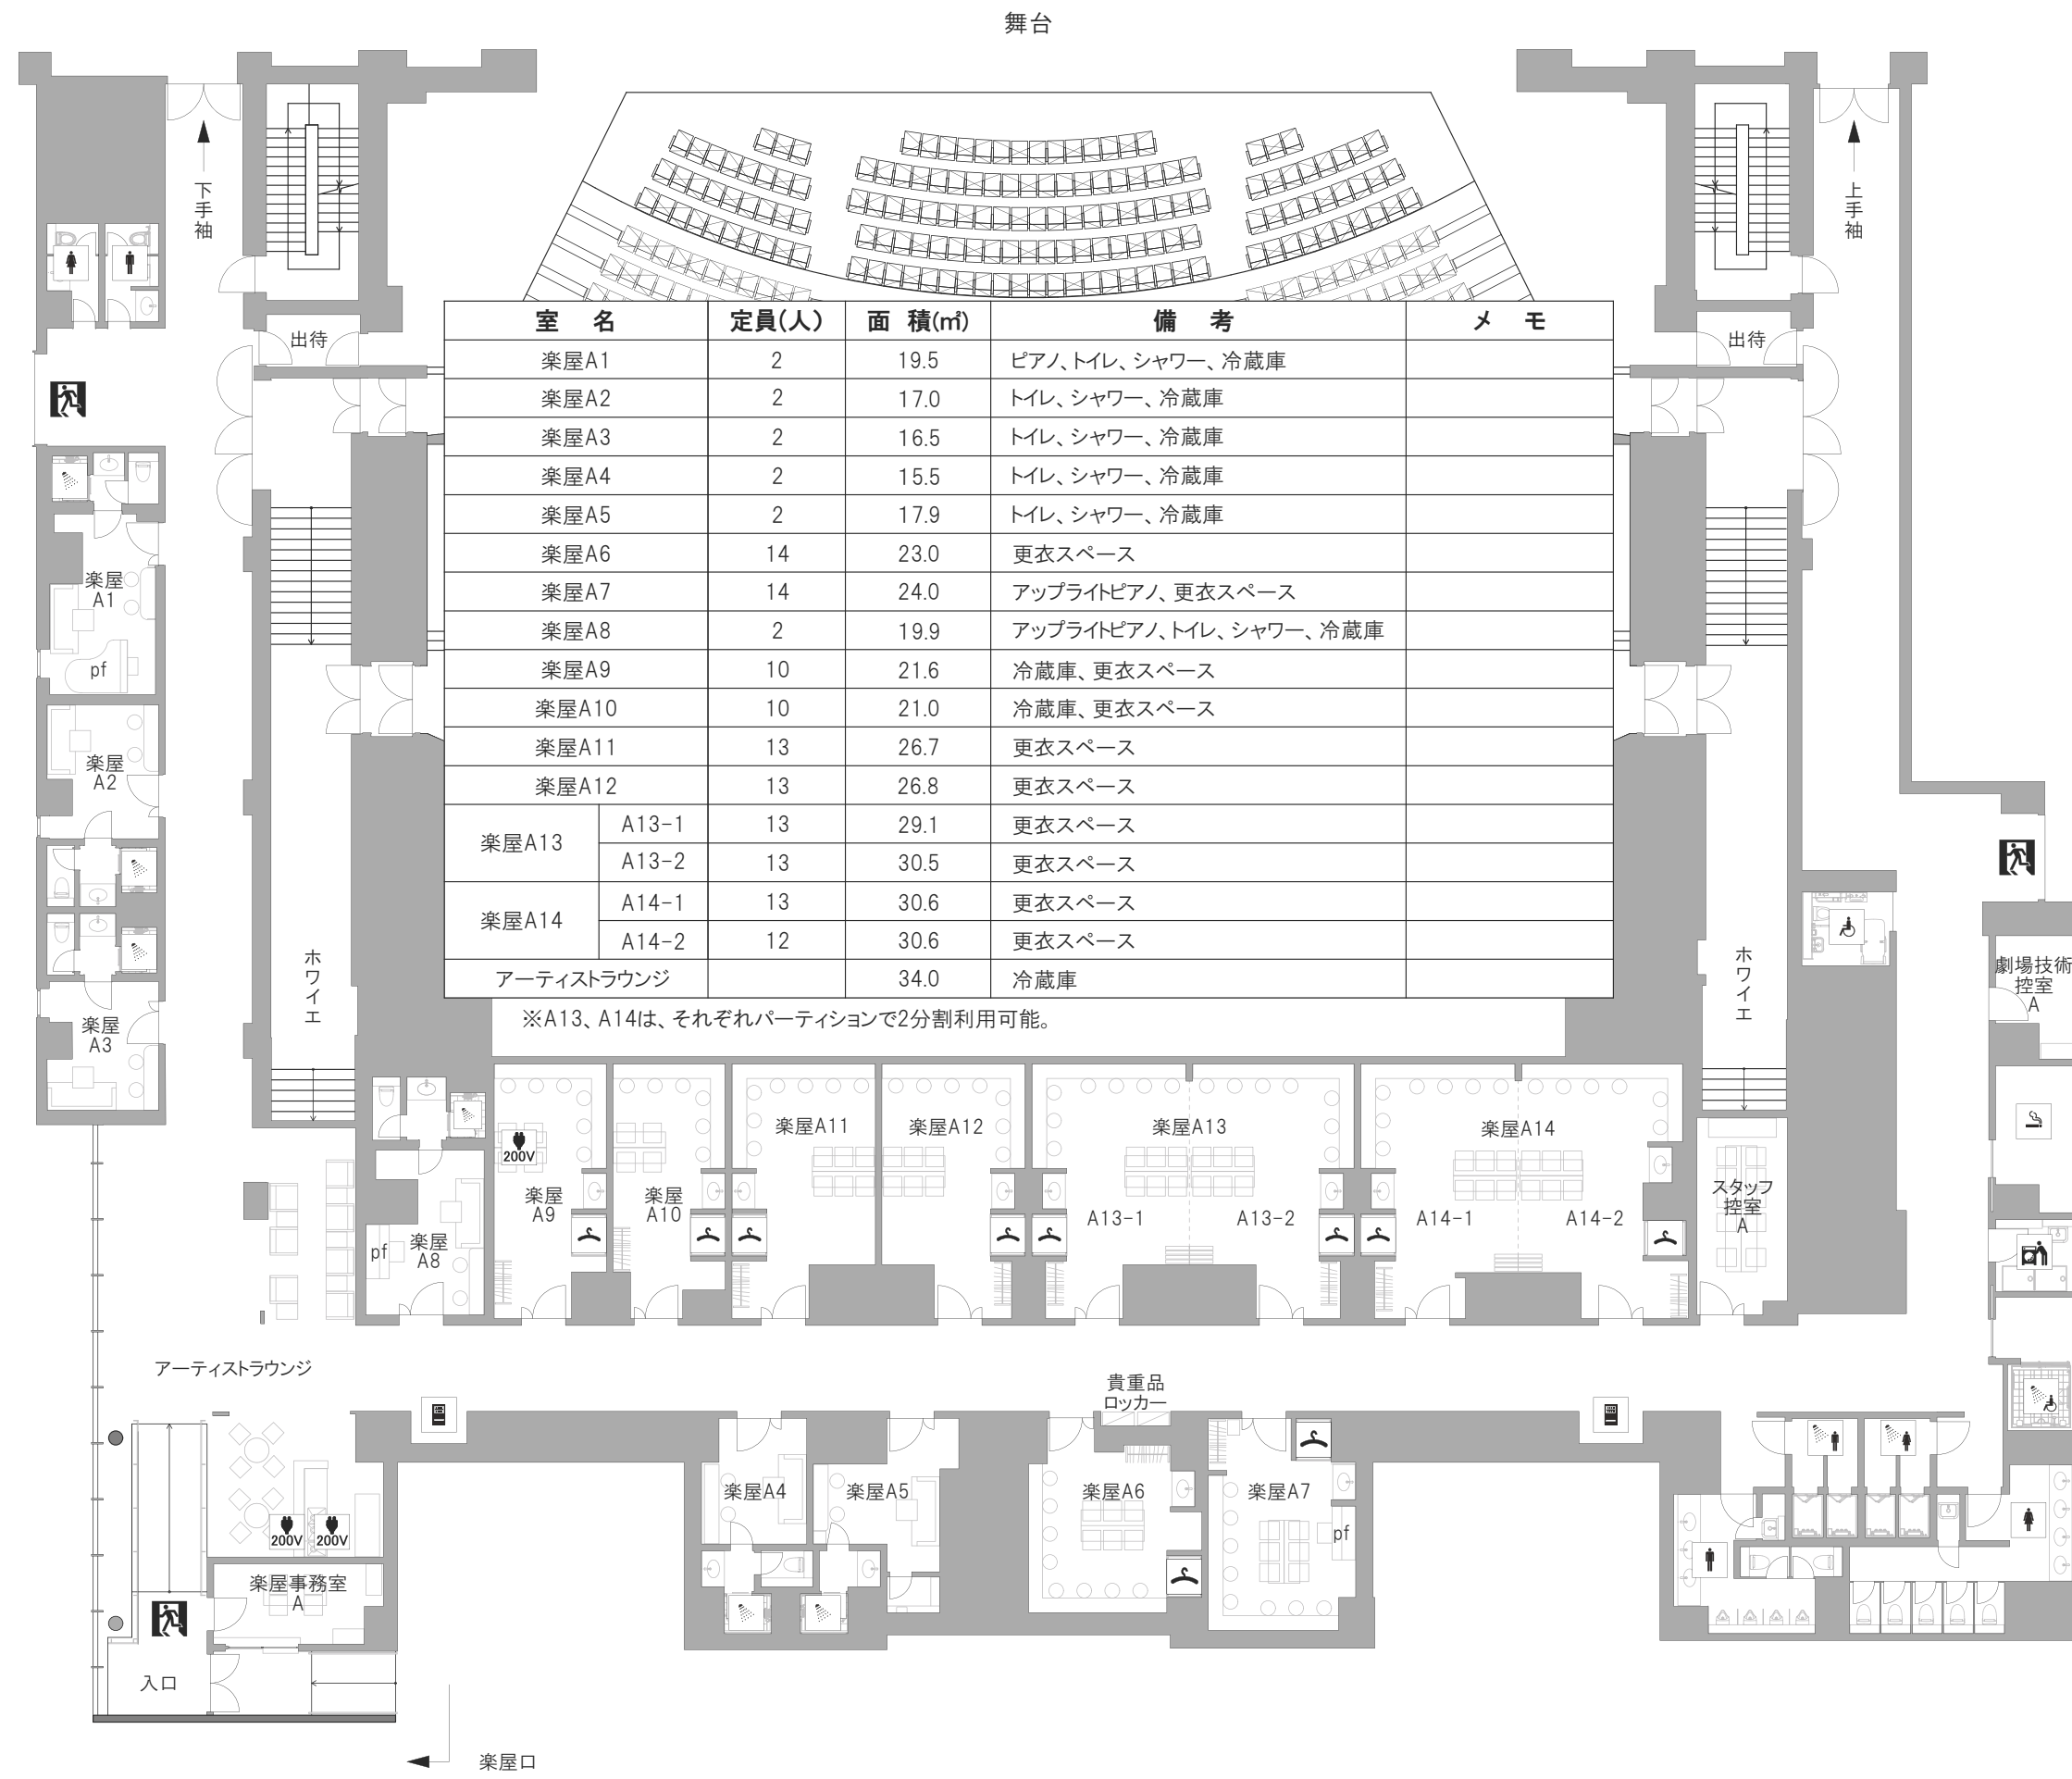 舞台
下手袖
上手袖
出待
出待
室 名 定員(人) 面 積(㎡) 備 考 メ モ
楽屋A1 2 19.5 ピアノ、トイレ、シャワー、冷蔵庫
楽屋A2 2 17.0 トイレ、シャワー、冷蔵庫
楽屋A3 2 16.5 トイレ、シャワー、冷蔵庫
楽屋A4 2 15.5 トイレ、シャワー、冷蔵庫
楽屋A5 2 17.9 トイレ、シャワー、冷蔵庫
楽屋A6 14 23.0 更衣スペース
楽屋A7 14 24.0 アップライトピアノ、更衣スペース
楽屋A8 2 19.9 アップライトピアノ、トイレ、シャワー、冷蔵庫
楽屋A9 10 21.6 冷蔵庫、更衣スペース
楽屋A10 10 21.0 冷蔵庫、更衣スペース
楽屋A11 13 26.7 更衣スペース
楽屋A12 13 26.8 更衣スペース
楽屋A13 A13-1 13 29.1 更衣スペース
A13-2 13 30.5 更衣スペース
楽屋A14 A14-1 13 30.6 更衣スペース
A14-2 12 30.6 更衣スペース
アーティストラウンジ 34.0 冷蔵庫
※A13、A14は、それぞれパーティションで2分割利用可能。
楽屋
A1
pf
楽屋
A2
楽屋
A3
ホワイエ
ホワイエ
劇場技術
控室
A
200V
楽屋
A9
楽屋
A10
楽屋A11
楽屋A12
楽屋A13
A13-1
A13-2
楽屋A14
A14-1
A14-2
スタッフ
控室
A
pf
楽屋
A8
アーティストラウンジ
貴重品
ロッカー
楽屋A4
楽屋A5
楽屋A6
楽屋A7
pf
200V
200V
楽屋事務室
A
入口
楽屋口